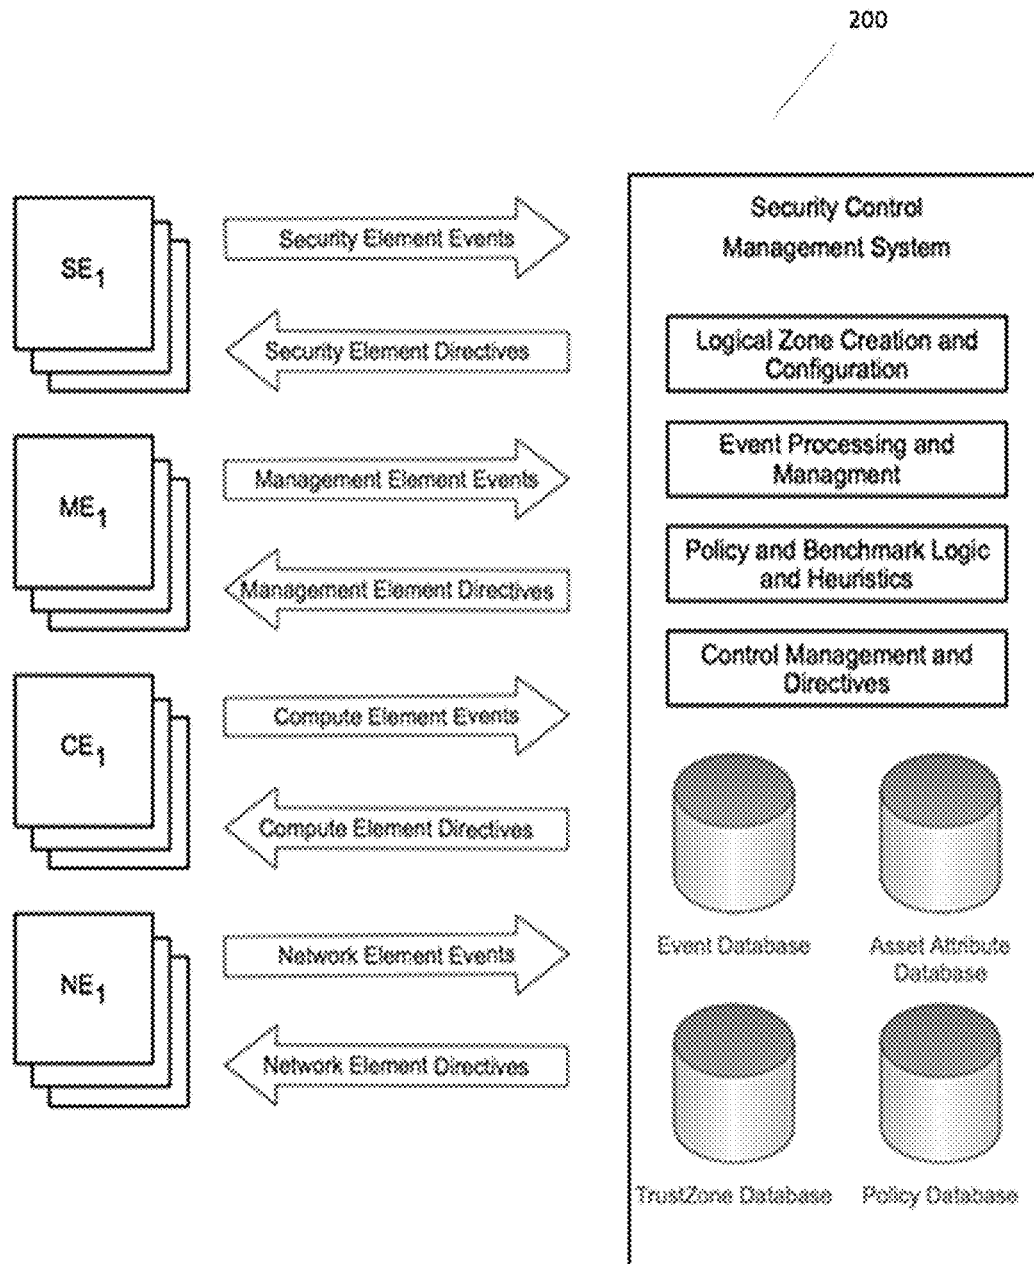 200
Security Control
Management System
SE1
Security Element Events
Security Element Directives
Logical Zone Creation and
Configuration
ME1
Management Element Events
Management Element Directives
Event Processing and
Managment
Policy and Benchmark Logic
and Heuristics
Control Management and
Directives
CE1
Compute Element Events
Compute Element Directives
Event Database
Asset Attribute
Database
NE1
Network Element Events
Network Element Directives
TrustZone Database
Policy Database